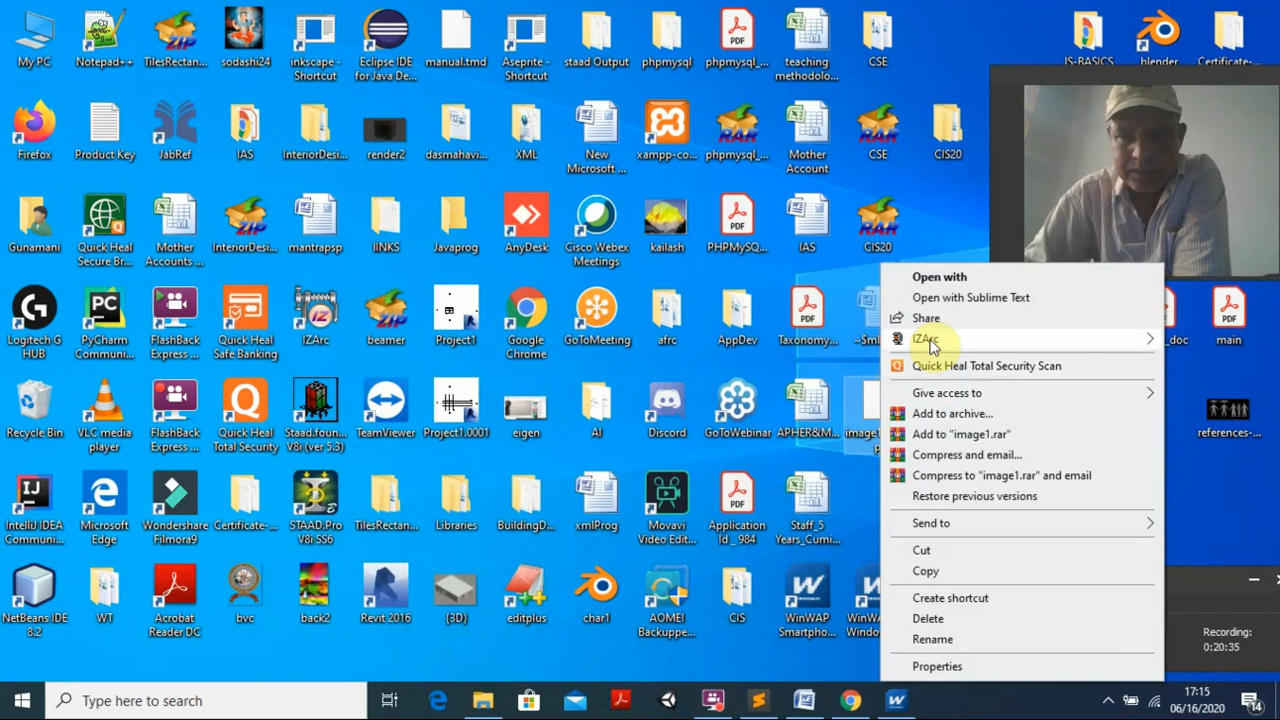 My PC
Notepad++
TilesRectan...
sodashi24
inkscape -
Shortcut
Eclipse IDE
for Java De...
manual.tmd
Aseprite -
Shortcut
staad Output
phpmysql
phpmysql_...
teaching
methodolo...
CSE
JS-BASICS
blender
Certificate-...
Firefox
Product Key
JabRef
IAS
InteriorDesi...
render2
dasmahavi...
XML
New
Microsoft ...
xampp-co...
phpmysql_...
Mother
Account
CSE
CIS20
Gunamani
Quick Heal
Secure Br...
Mother
Accounts ...
InteriorDesi...
mantrapsp
lINKS
Javaprog
AnyDesk
Cisco Webex
Meetings
kailash
PHPMySQ...
IAS
CIS20
Logitech G
HUB
PyCharm
Communi...
FlashBack
Express ...
Quick Heal
Safe Banking
IZArc
beamer
Project1
Google
Chrome
GoToMeeting
afrc
AppDev
Taxonomy...
_doc
main
Recycle Bin
VLC media
player
FlashBack
Express ...
Quick Heal
Total Security
Staad.foun...
V8i (ver 5.3)
TeamViewer
Project1.0001
eigen
AI
Discord
GoToWebinar
APHER&M...
image1
references-...
IntelliJ IDEA
Communi...
Microsoft
Edge
Wondershare
Filmora9
Certificate-...
STAAD.Pro
V8i SS6
TilesRectan...
Libraries
BuildingD...
xmlProg
Movavi
Video Edit...
Application
Id _ 984
Staff_5
Years_Cumi...
NetBeans IDE
8.2
WT
Acrobat
Reader DC
bvc
back2
Revit 2016
{3D}
editplus
char1
AOMEI
Backuppe...
CIS
WinWAP
Smartpho...
Open with
Open with Sublime Text
Share
IZArc
Quick Heal Total Security Scan
Give access to
Add to archive...
Add to "image1.rar"
Compress and email...
Compress to "image1.rar" and email
Restore previous versions
Send to
Cut
Copy
Create shortcut
Delete
Rename
Properties
Recording:
0:20:35
Type here to search
17:15
06/16/2020
14